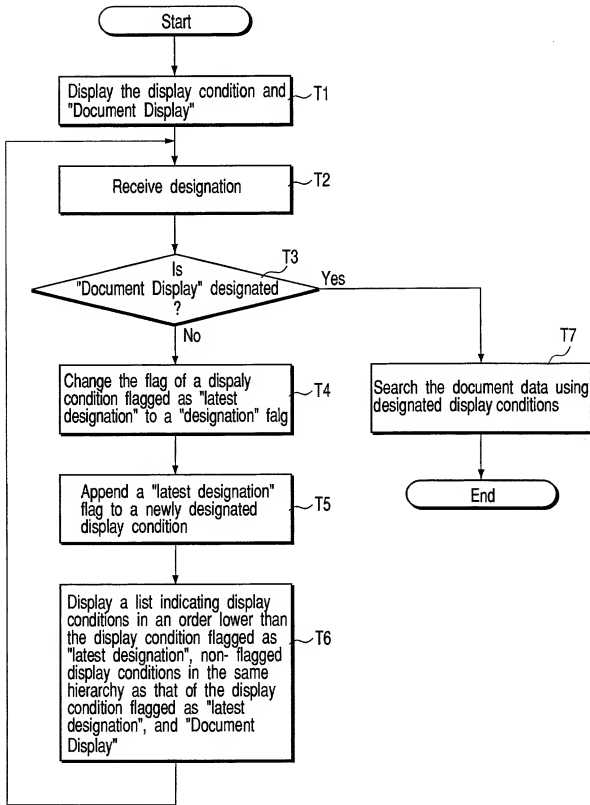 Start
Display the display condition and
"Document Display"
T1
Receive designation
T2
Is
"Document Display" designated
?
T3
Yes
No
Change the flag of a dispaly
condition flagged as "latest
designation" to a "designation" falg
T4
T7
Search the document data using
designated display conditions
Append a "latest designation"
flag to a newly designated
display condition
T5
End
Display a list indicating display
conditions in an order lower than
the display condition flagged as
"latest designation", non- flagged
display conditions in the same
hierarchy as that of the display
condition flagged as "latest
designation", and "Document
Display"
T6